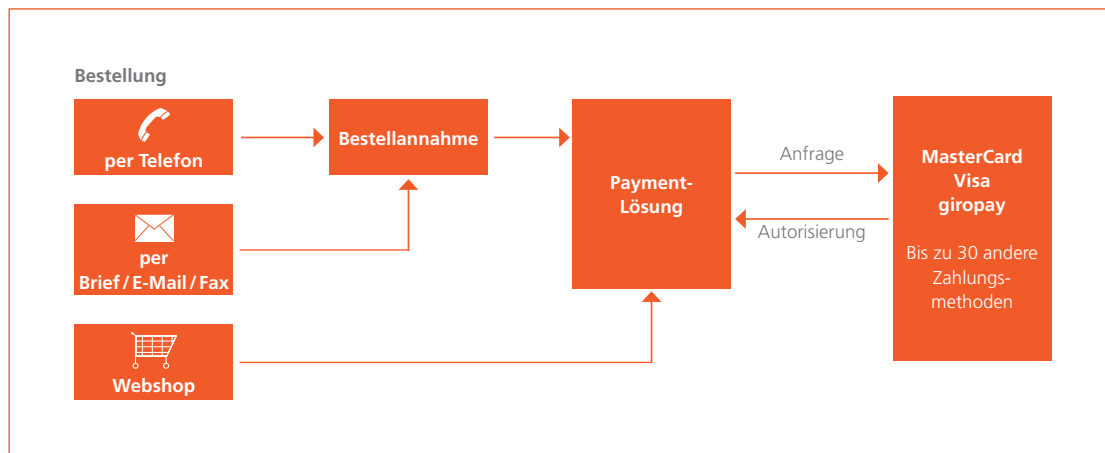 Bestellung
per Telefon
Bestellannahme
per
Brief / E-Mail / Fax
Webshop
Payment-
Lösung
Anfrage
Autorisierung
MasterCard
Visa
giropay
Bis zu 30 andere
Zahlungs-
methoden